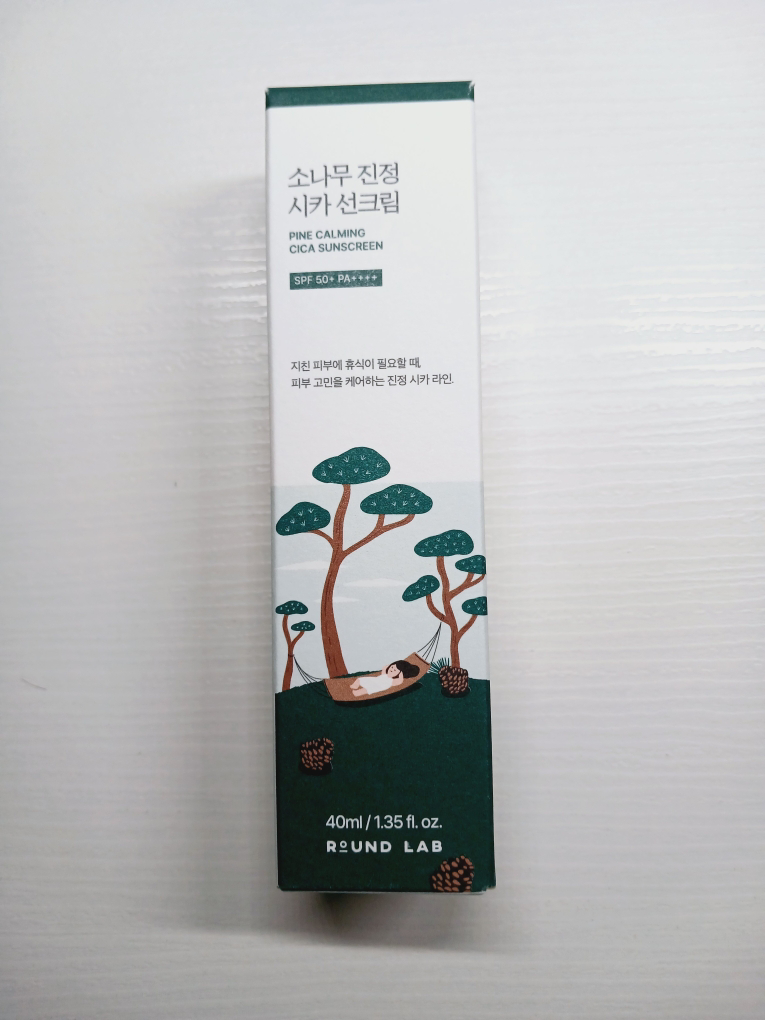 소나무 진정
시카 선크림
PINE CALMING
CICA SUNSCREEN
SPF 50+ PA++++
지친 피부에 휴식이 필요할 때,
피부 고민을 케어하는 진정 시카 라인.
40ml / 1.35 fl. oz.
ROUND LAB